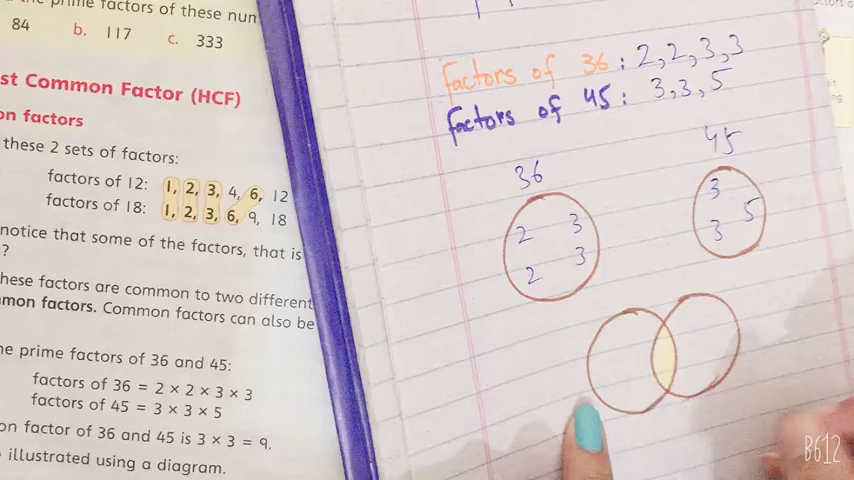 prime factors of these num
84 b. 117 c. 333
st Common Factor (HCF)
on factors
these 2 sets of factors:
factors of 12: 1, 2, 3, 4, 6, 12
factors of 18: 1, 2, 3, 6, 9, 18
notice that some of the factors, that is
?
hese factors are common to two different
mmon factors. Common factors can also be
he prime factors of 36 and 45:
factors of 36 = 2 × 2 × 3 × 3
factors of 45 = 3 × 3 × 5
on factor of 36 and 45 is 3 × 3 = 9.
illustrated using a diagram.
factors of 36 : 2, 2, 3, 3
factors of 45 : 3, 3, 5
36 45
2 3 3 5
2 3 3
B612